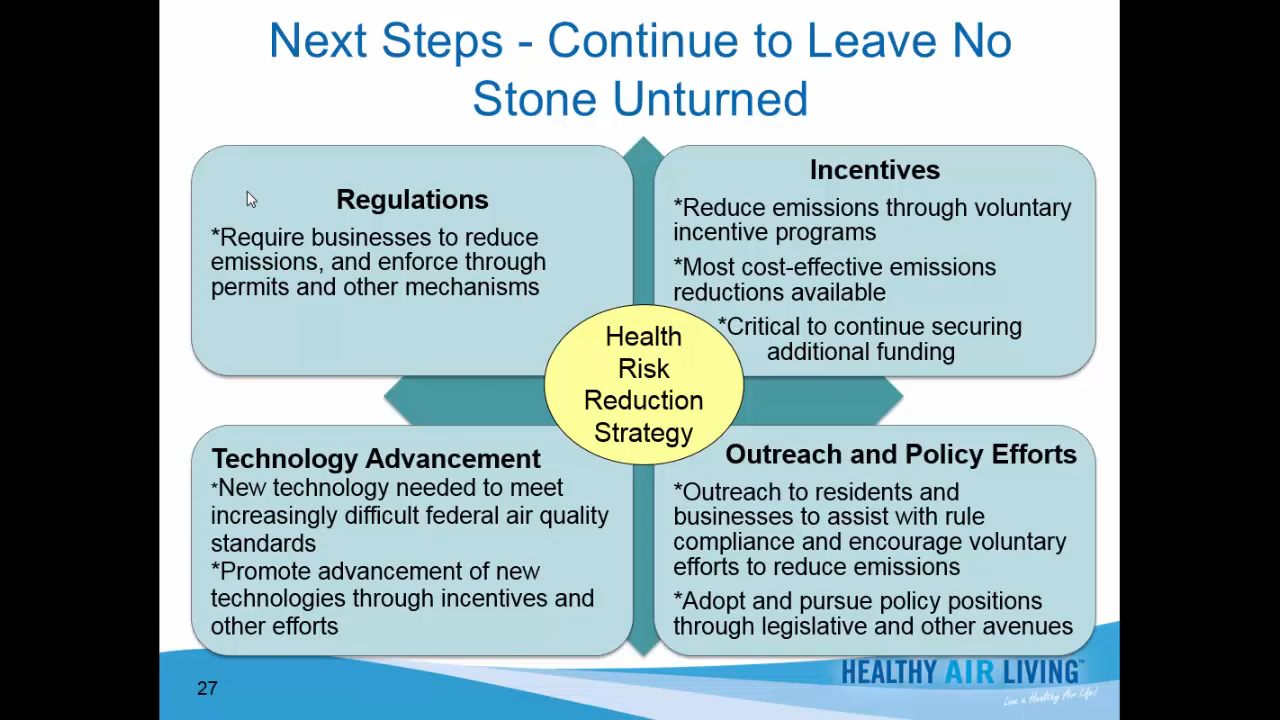 Next Steps - Continue to Leave No
Stone Unturned
Regulations
*Require businesses to reduce
emissions, and enforce through
permits and other mechanisms
Incentives
*Reduce emissions through voluntary
incentive programs
*Most cost-effective emissions
reductions available
*Critical to continue securing
additional funding
Health
Risk
Reduction
Strategy
Technology Advancement
*New technology needed to meet
increasingly difficult federal air quality
standards
*Promote advancement of new
technologies through incentives and
other efforts
Outreach and Policy Efforts
*Outreach to residents and
businesses to assist with rule
compliance and encourage voluntary
efforts to reduce emissions
*Adopt and pursue policy positions
through legislative and other avenues
27
HEALTHY AIR LIVING™
Live a Healthy Air Life!